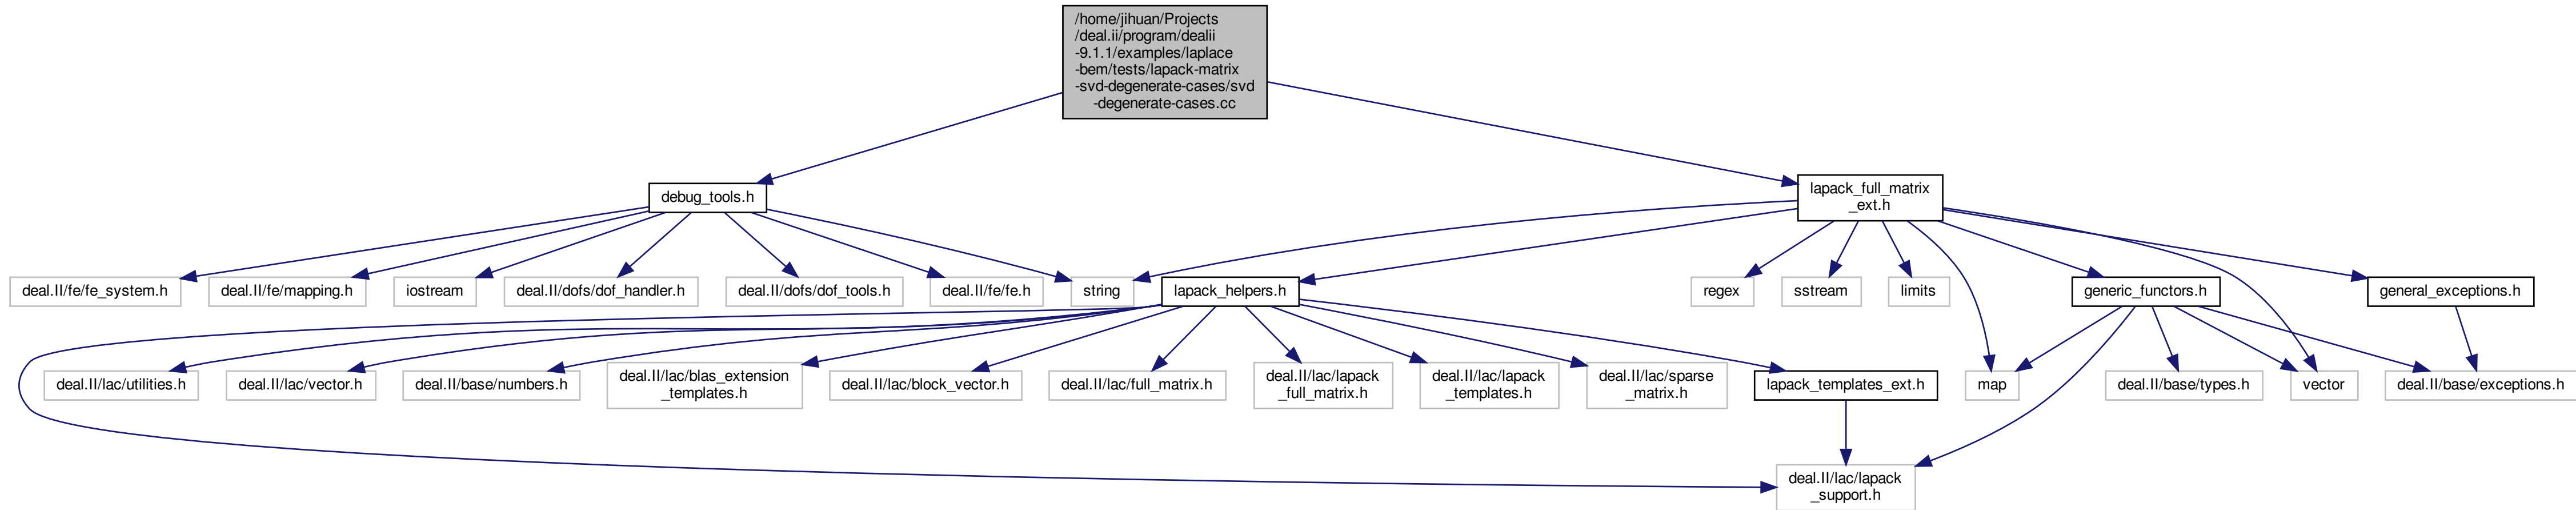 /home/jihuan/Projects
/deal.ii/program/dealii
-9.1.1/examples/laplace
-bem/tests/lapack-matrix
-svd-degenerate-cases/svd
-degenerate-cases.cc
debug_tools.h
lapack_full_matrix
_ext.h
deal.II/fe/fe_system.h
deal.II/fe/mapping.h
iostream
deal.II/dofs/dof_handler.h
deal.II/dofs/dof_tools.h
deal.II/fe/fe.h
string
lapack_helpers.h
regex
sstream
limits
generic_functors.h
general_exceptions.h
deal.II/lac/utilities.h
deal.II/lac/vector.h
deal.II/base/numbers.h
deal.II/lac/blas_extension
_templates.h
deal.II/lac/block_vector.h
deal.II/lac/full_matrix.h
deal.II/lac/lapack
_full_matrix.h
deal.II/lac/lapack
_templates.h
deal.II/lac/sparse
_matrix.h
lapack_templates_ext.h
map
deal.II/base/types.h
vector
deal.II/base/exceptions.h
deal.II/lac/lapack
_support.h